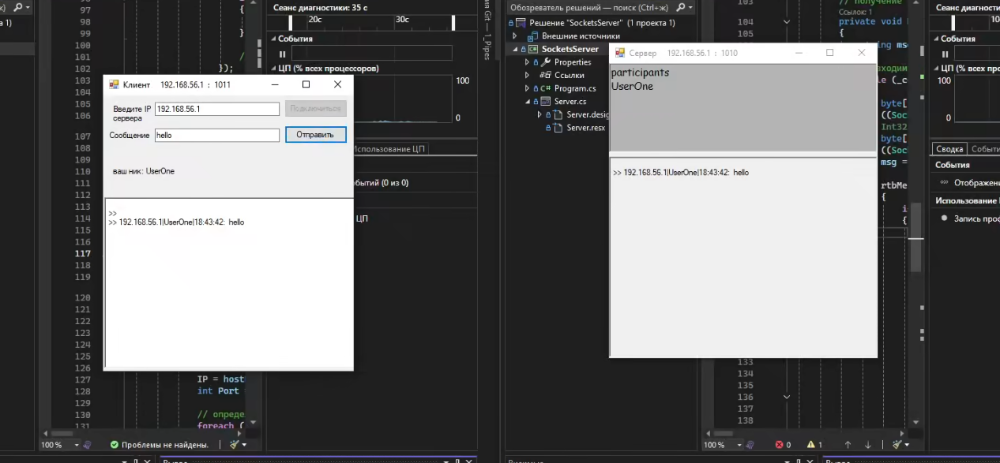 97
98
99
100
101
102
103
104
105
106
107
108
109
110
111
112
113
114
115
116
117
118
119
120
121
122
123
124
125
126
127
128
129
130
131
});
IP = host
int Port
// опреде
foreach (
100 %
Проблемы не найдены.
Сеанс диагностики: 35 с
20с
30с
События
ЦП (% всех процессоров)
100
0
Использование ЦП
бытий (0 из 0)
ЦП
Клиент 192.168.56.1 : 1011
Введите IP сервера
192.168.56.1
Подключиться
Сообщение
hello
Отправить
ваш ник: UserOne
>>
>> 192.168.56.1|UserOne|18:43:42: hello
Git — 1_Pipes
Обозреватель решений — поиск (Ctrl+ж)
Решение "SocketsServer" (1 проекта 1)
Внешние источники
SocketsServer
Properties
Ссылки
Program.cs
Server.cs
Server.desig
Server.resx
Сервер 192.168.56.1 : 1010
participants
UserOne
>> 192.168.56.1|UserOne|18:43:42: hello
103
104
105
133
134
135
136
137
138
// получение
Ссылок: 1
private void
{
ng msg
byte[
((Soc
Int32
byte[
((Soc
msg =
rtbMe
{
{
100 %
0
1
Сеанс диагностики
События
ЦП (% всех про
100
0
Сводка
Событи
События
Отображени
Использование
Запись про